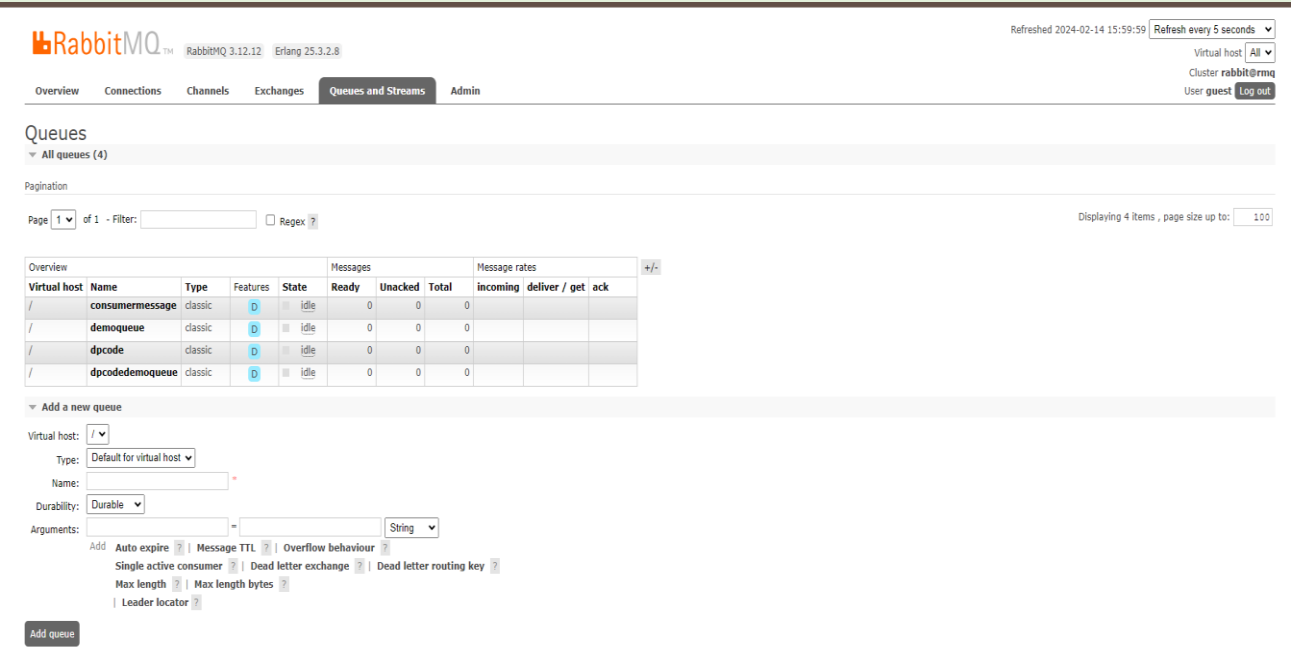 Refreshed 2024-02-14 15:59:59 Refresh every 5 seconds
RabbitMQ TM RabbitMQ 3.12.12 Erlang 25.3.2.8
Virtual host All
Cluster rabbit@rmq
User guest Log out
Overview Connections Channels Exchanges Queues and Streams Admin
Queues
All queues (4)
Pagination
Page 1 of 1 - Filter: Regex ?
Displaying 4 items , page size up to: 100
Overview Messages Message rates +/-
Virtual host Name Type Features State Ready Unacked Total incoming deliver / get ack
/ consumermessage classic D idle 0 0 0
/ demoqueue classic D idle 0 0 0
/ dpcode classic D idle 0 0 0
/ dpcodedemoqueue classic D idle 0 0 0
Add a new queue
Virtual host: /
Type: Default for virtual host
Name: *
Durability: Durable
Arguments: = String
Add Auto expire ? | Message TTL ? | Overflow behaviour ?
Single active consumer ? | Dead letter exchange ? | Dead letter routing key ?
Max length ? | Max length bytes ?
| Leader locator ?
Add queue